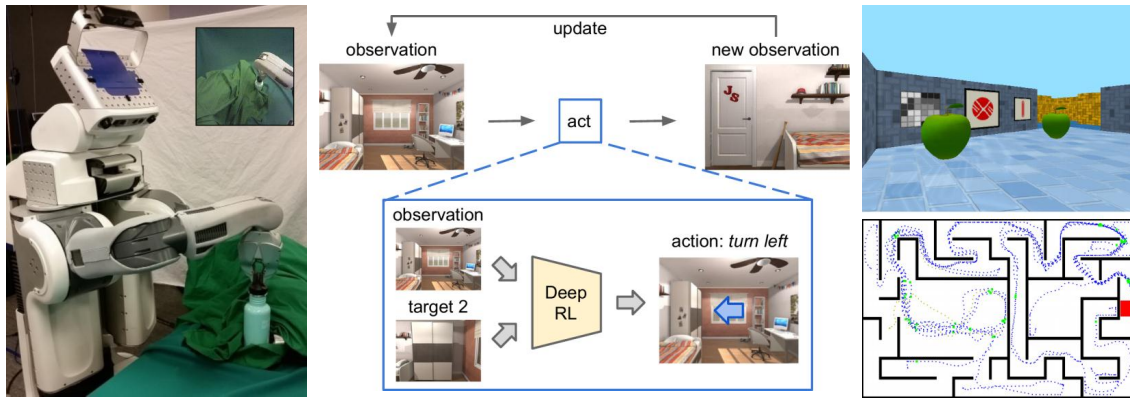 update
observation
new observation
JS
act
observation
action: turn left
target 2
Deep
RL